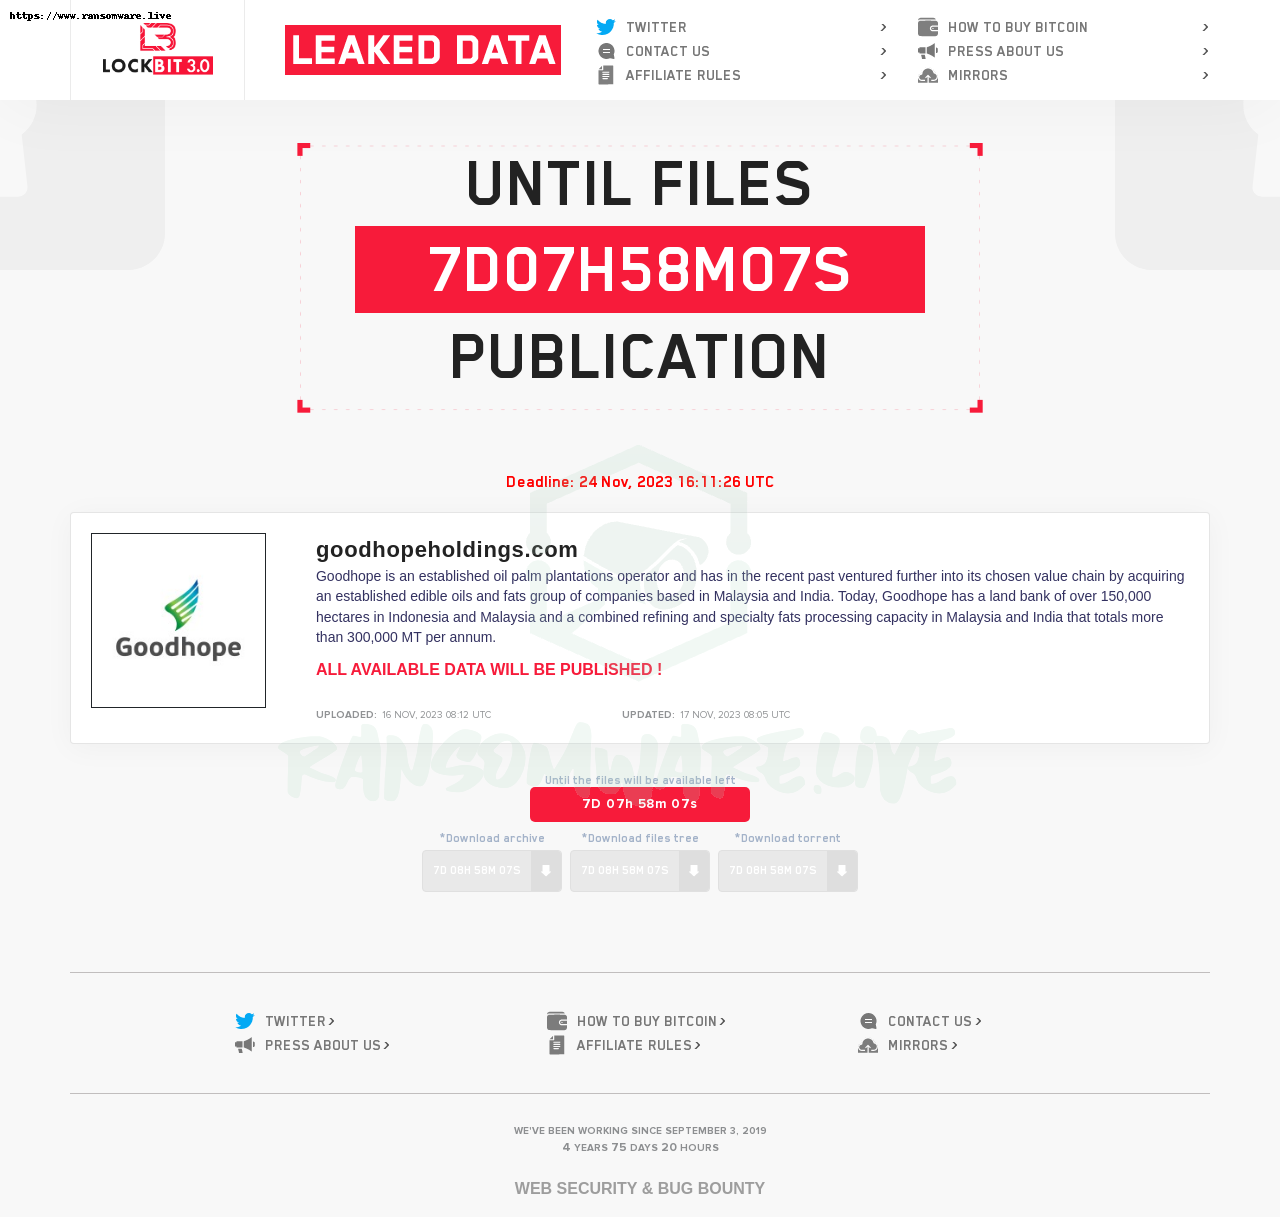 https://www.ransomware.live
LOCKBIT 3.0
LEAKED DATA
TWITTER
CONTACT US
AFFILIATE RULES
HOW TO BUY BITCOIN
PRESS ABOUT US
MIRRORS
UNTIL FILES
7D07H58M07S
PUBLICATION
Deadline: 24 Nov, 2023 16:11:26 UTC
Goodhope
goodhopeholdings.com
Goodhope is an established oil palm plantations operator and has in the recent past ventured further into its chosen value chain by acquiring
an established edible oils and fats group of companies based in Malaysia and India. Today, Goodhope has a land bank of over 150,000
hectares in Indonesia and Malaysia and a combined refining and specialty fats processing capacity in Malaysia and India that totals more
than 300,000 MT per annum.
ALL AVAILABLE DATA WILL BE PUBLISHED !
UPLOADED: 16 NOV, 2023 08:12 UTC
UPDATED: 17 NOV, 2023 08:05 UTC
RANSOMWARE.LIVE
Until the files will be available left
7D 07h 58m 07s
*Download archive
7D 08H 58M 07S
*Download files tree
7D 08H 58M 07S
*Download torrent
7D 08H 58M 07S
TWITTER
PRESS ABOUT US
HOW TO BUY BITCOIN
AFFILIATE RULES
CONTACT US
MIRRORS
WE'VE BEEN WORKING SINCE SEPTEMBER 3, 2019
4 YEARS 75 DAYS 20 HOURS
WEB SECURITY & BUG BOUNTY